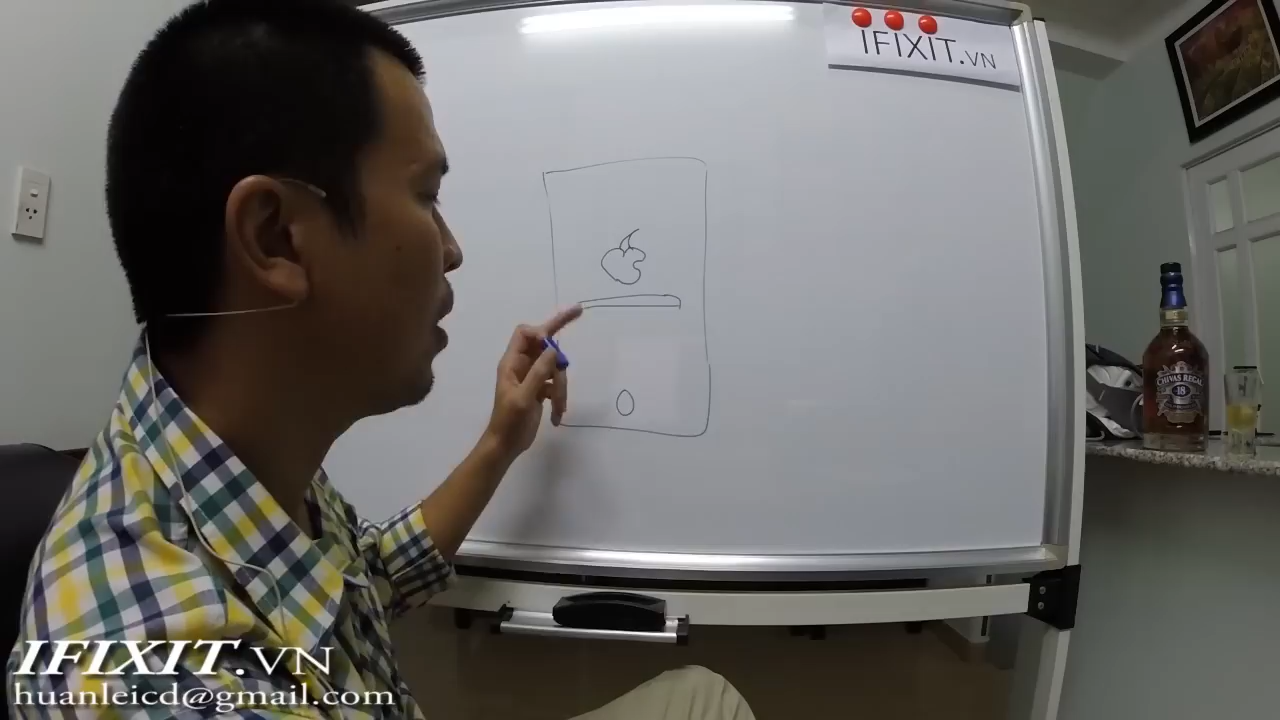 IFIXIT.VN
CHIVAS REGAL
18
IFIXIT.VN
huanleicd@gmail.com